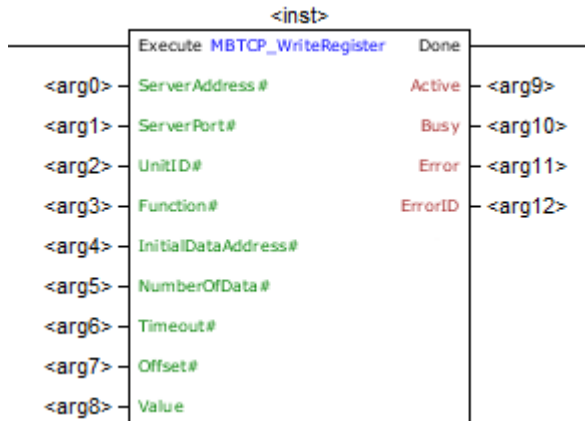 <inst>
Execute MBTCP_WriteRegister Done
<arg0> ServerAddress# Active <arg9>
<arg1> ServerPort# Busy <arg10>
<arg2> UnitID# Error <arg11>
<arg3> Function# ErrorID <arg12>
<arg4> InitialDataAddress#
<arg5> NumberOfData#
<arg6> Timeout#
<arg7> Offset#
<arg8> Value